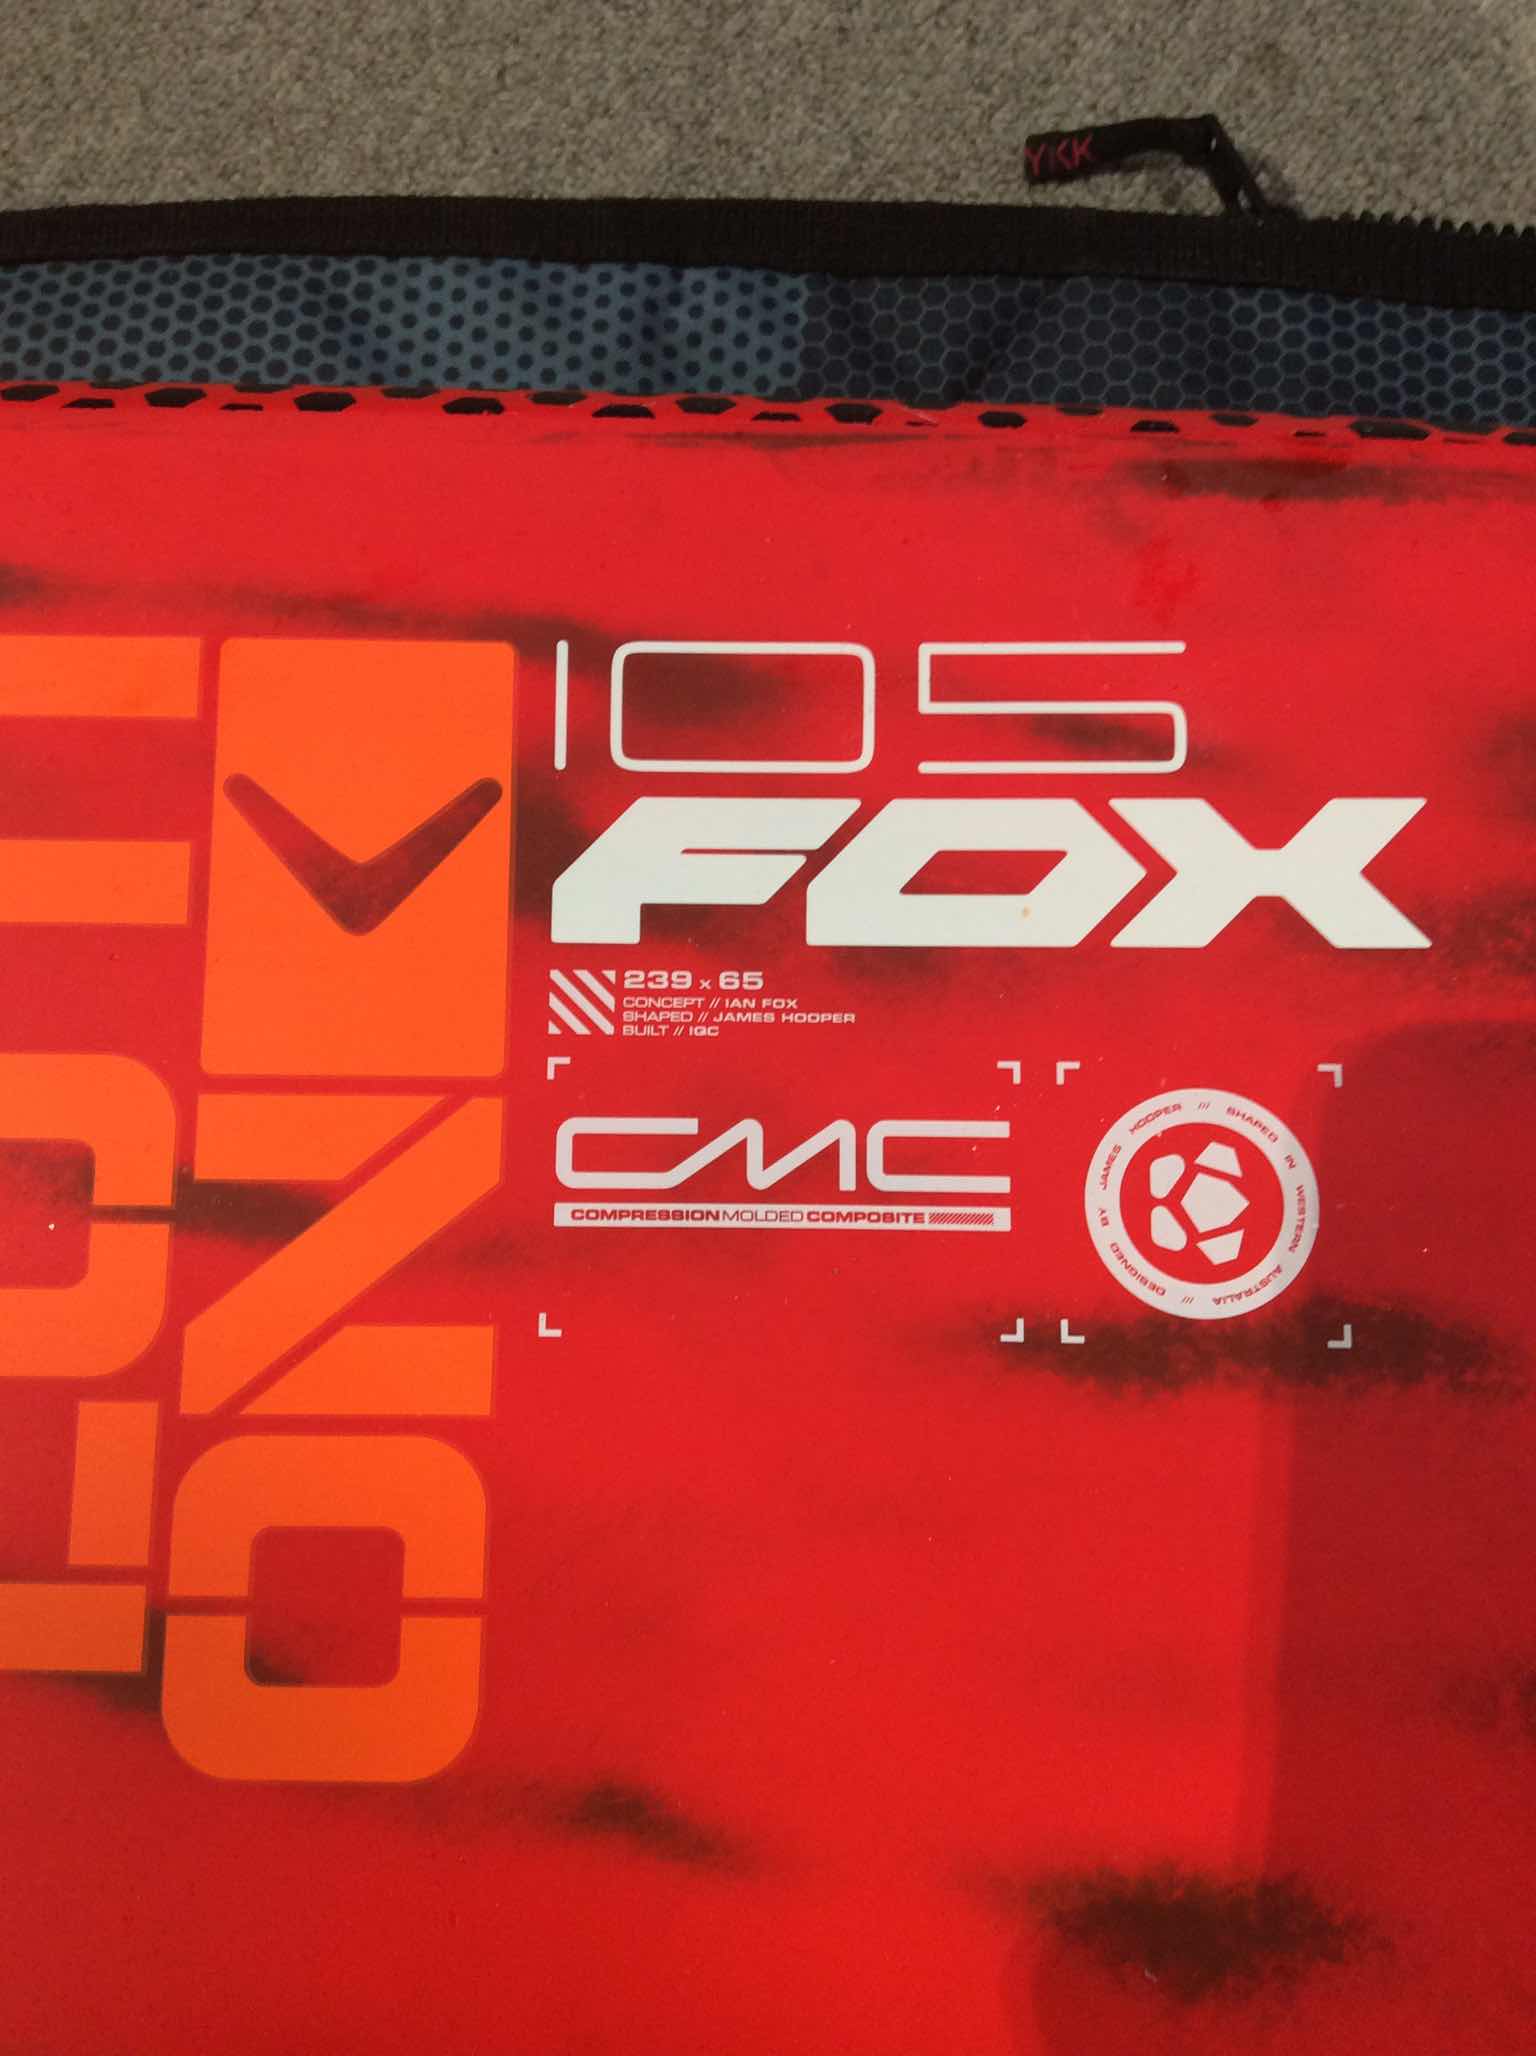 YKK
105
FOX
239 x 65
CONCEPT // IAN FOX
SHAPED // JAMES HOOPER
BUILT // IQC
CMC
COMPRESSION MOLDED COMPOSITE
DESIGNED BY JAMES HOOPER /// SHAPED IN WESTERN AUSTRALIA ///